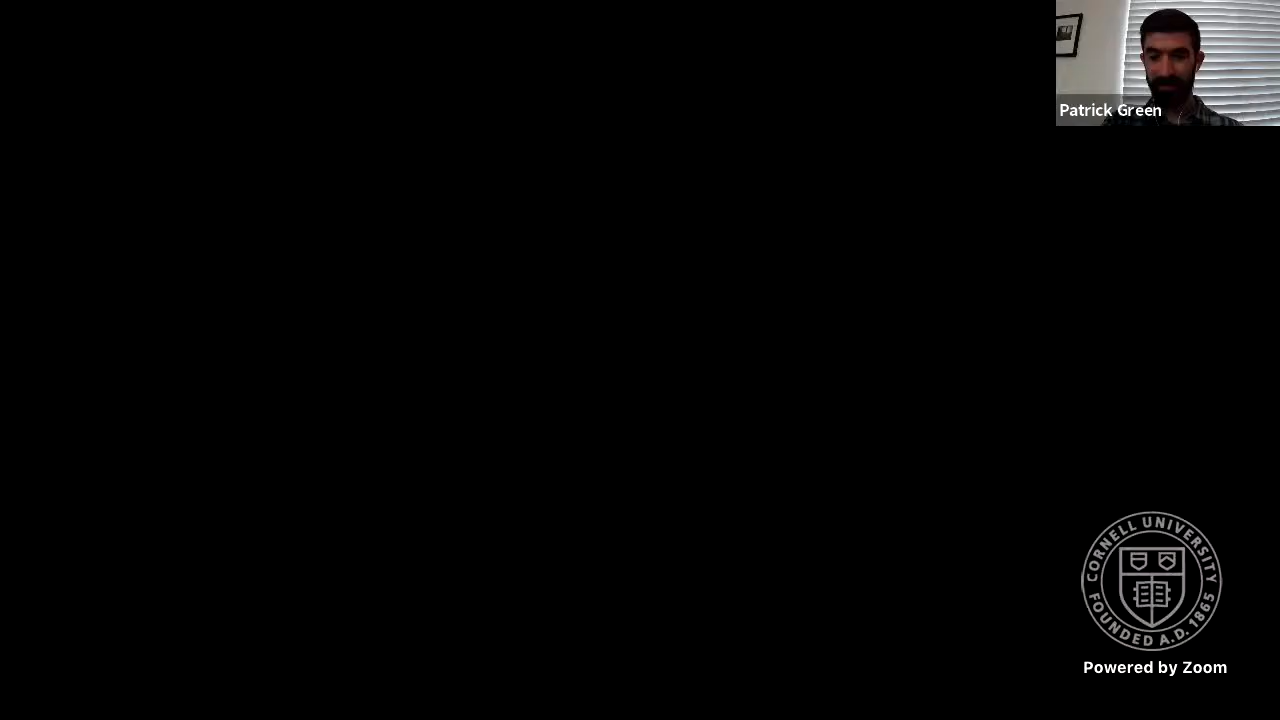 Patrick Green
CORNELL UNIVERSITY
FOUNDED A.D. 1865
Powered by Zoom